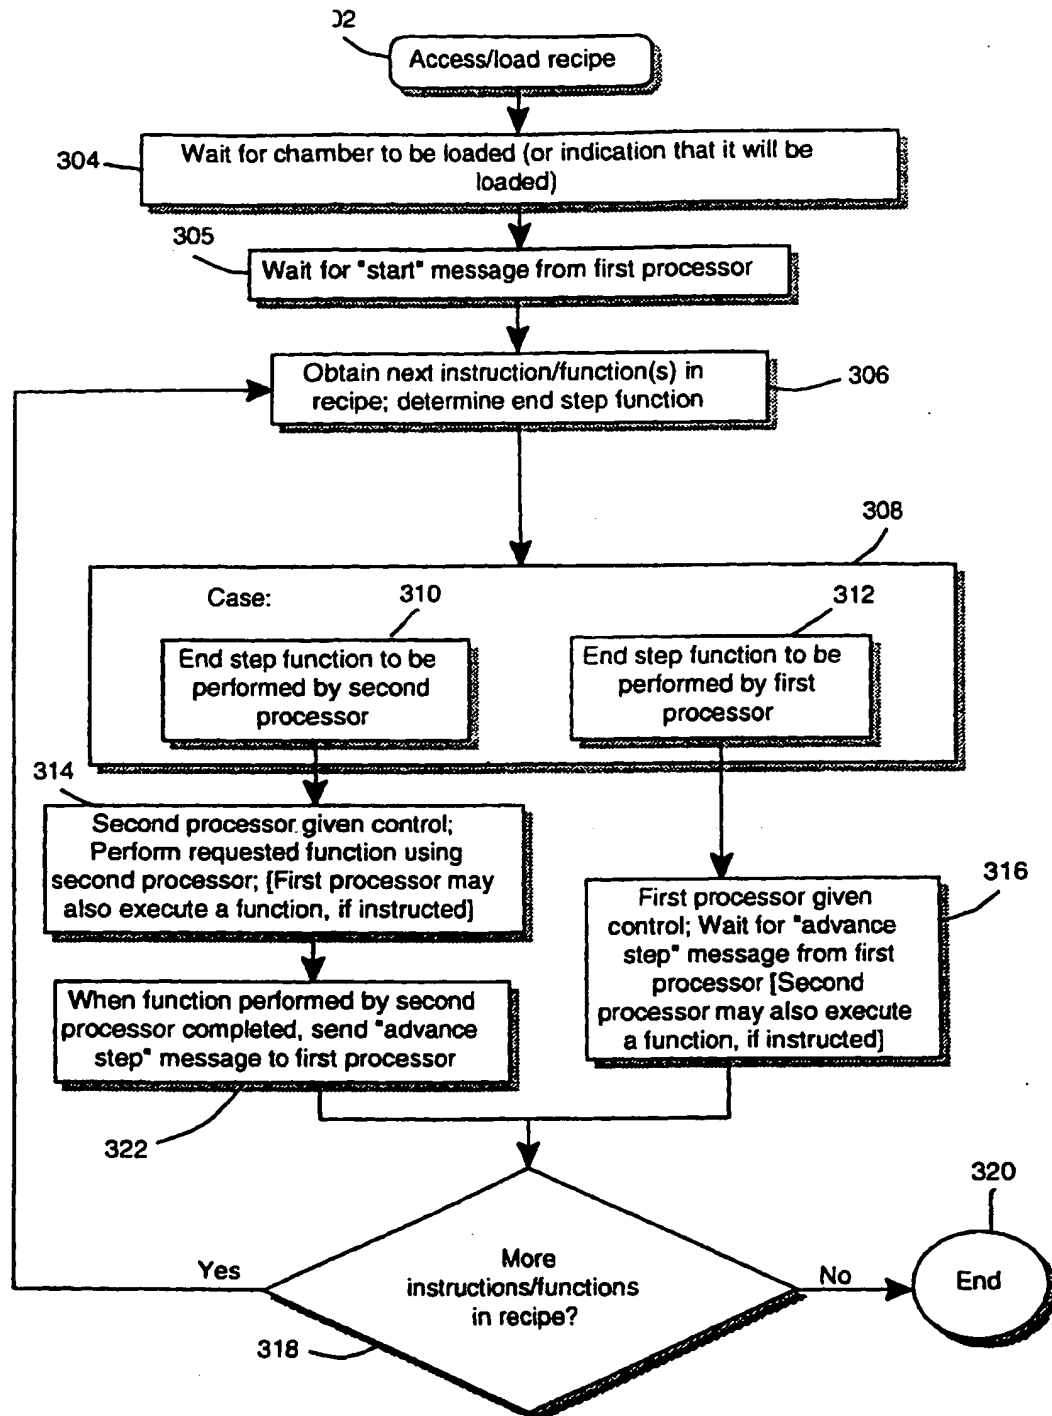 02
Access/load recipe
304
Wait for chamber to be loaded (or indication that it will be
loaded)
305
Wait for "start" message from first processor
Obtain next instruction/function(s) in
recipe; determine end step function
306
308
Case:
310
312
End step function to be
performed by second
processor
End step function to be
performed by first
processor
314
Second processor given control;
Perform requested function using
second processor; [First processor may
also execute a function, if instructed]
316
First processor given
control; Wait for "advance
step" message from first
processor [Second
processor may also execute
a function, if instructed]
When function performed by second
processor completed, send "advance
step" message to first processor
322
320
Yes
More
instructions/functions
in recipe?
No
End
318